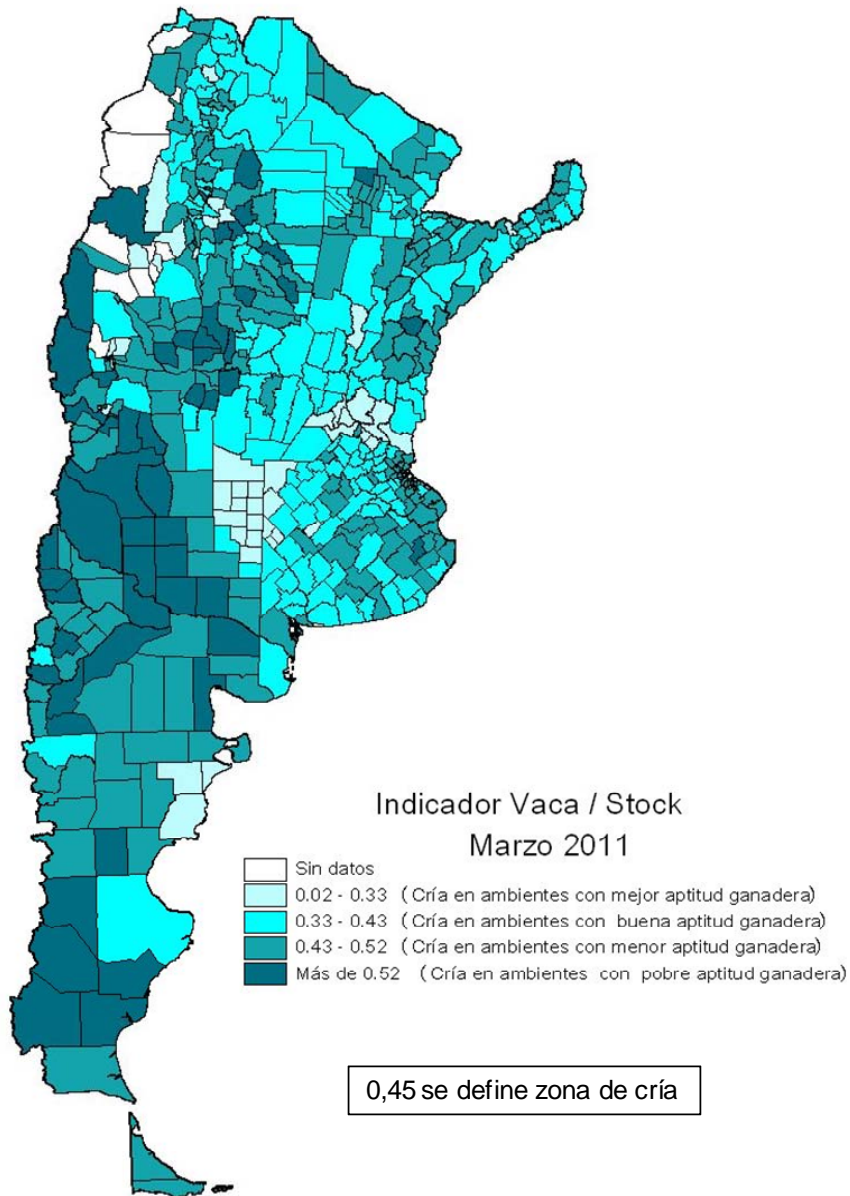 Indicador Vaca / Stock
Marzo 2011
Sin datos
0.02 - 0.33 (Cría en ambientes con mejor aptitud ganadera)
0.33 - 0.43 (Cría en ambientes con buena aptitud ganadera)
0.43 - 0.52 (Cría en ambientes con menor aptitud ganadera)
Más de 0.52 (Cría en ambientes con pobre aptitud ganadera)
0,45 se define zona de cría